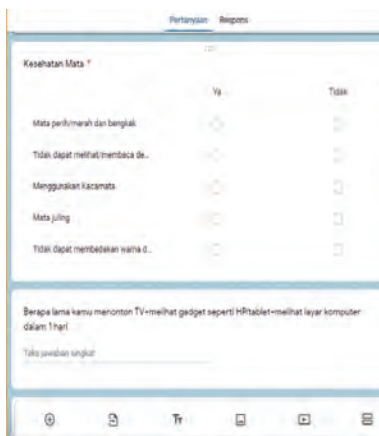 Pertanyaan Respons
Kesehatan Mata *
Ya Tidak
Mata perih/merah dan bengkak
Tidak dapat melihat/membaca de...
Menggunakan Kacamata
Mata juling
Tidak dapat membedakan warna d...
Berapa lama kamu menonton TV+melihat gadget seperti HP/tablet+melihat layar komputer
dalam 1 hari
Teks jawaban singkat
Tт